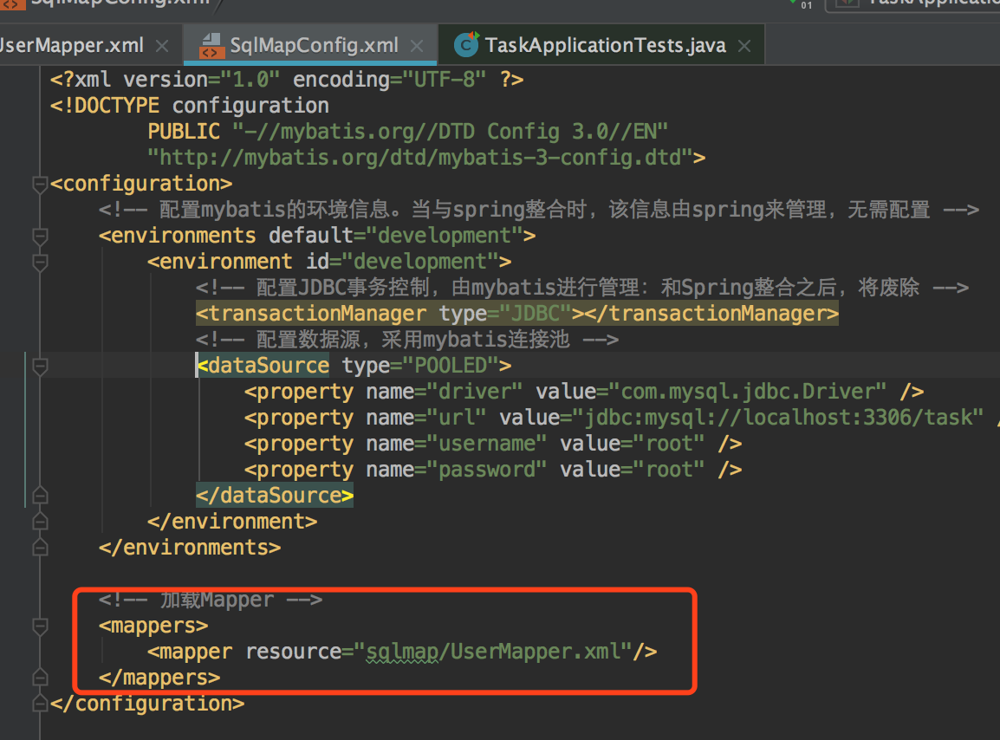 SqlMapConfig.xml
01
TaskApplication
UserMapper.xml
SqlMapConfig.xml
TaskApplicationTests.java
<?xml version="1.0" encoding="UTF-8" ?>
<!DOCTYPE configuration
PUBLIC "-//mybatis.org//DTD Config 3.0//EN"
"http://mybatis.org/dtd/mybatis-3-config.dtd">
<configuration>
<!-- 配置mybatis的环境信息。当与spring整合时，该信息由spring来管理，无需配置 -->
<environments default="development">
<environment id="development">
<!-- 配置JDBC事务控制，由mybatis进行管理：和Spring整合之后，将废除 -->
<transactionManager type="JDBC"></transactionManager>
<!-- 配置数据源，采用mybatis连接池 -->
<dataSource type="POOLED">
<property name="driver" value="com.mysql.jdbc.Driver" />
<property name="url" value="jdbc:mysql://localhost:3306/task" /
<property name="username" value="root" />
<property name="password" value="root" />
</dataSource>
</environment>
</environments>
<!-- 加载Mapper -->
<mappers>
<mapper resource="sqlmap/UserMapper.xml"/>
</mappers>
</configuration>